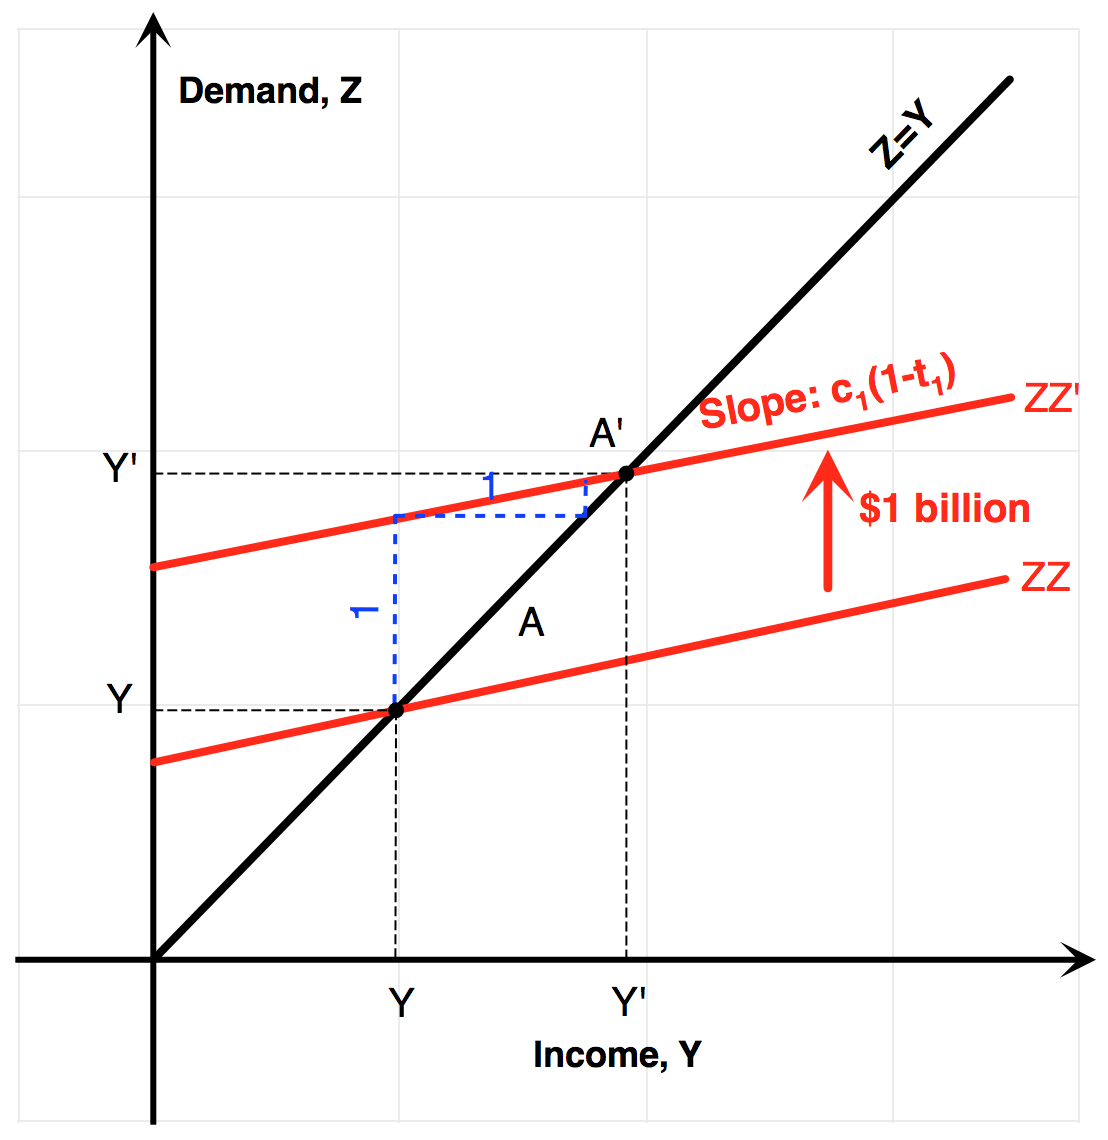 Demand, Z
Z=Y
Slope: c1(1-t1)
ZZ'
A'
Y'
1
$1 billion
ZZ
1
A
Y
Y
Y'
Income, Y